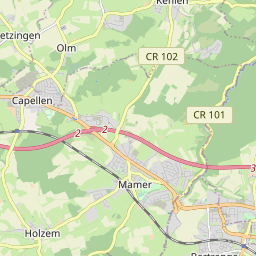 Kehlen
etzingen
Olm
CR 102
Capellen
CR 101
2
2
3
Mamer
Holzem
Bertrange